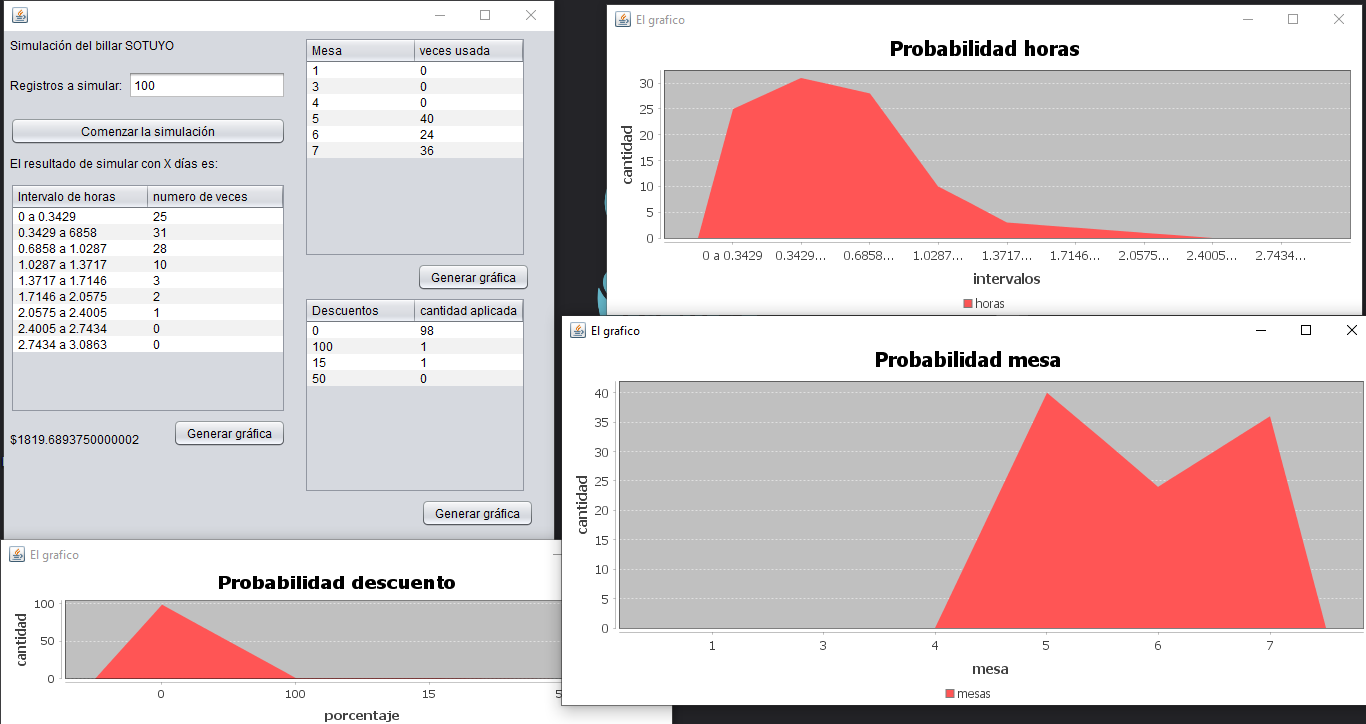 Simulación del billar SOTUYO
Registros a simular: 100
Comenzar la simulación
El resultado de simular con X días es:
Intervalo de horas numero de veces
0 a 0.3429 25
0.3429 a 6858 31
0.6858 a 1.0287 28
1.0287 a 1.3717 10
1.3717 a 1.7146 3
1.7146 a 2.0575 2
2.0575 a 2.4005 1
2.4005 a 2.7434 0
2.7434 a 3.0863 0
$1819.6893750000002
Generar gráfica
Mesa veces usada
1 0
3 0
4 0
5 40
6 24
7 36
Generar gráfica
Descuentos cantidad aplicada
0 98
100 1
15 1
50 0
Generar gráfica
El grafico
Probabilidad horas
cantidad
30
25
20
15
10
5
0
0 a 0.3429 0.3429... 0.6858... 1.0287... 1.3717... 1.7146... 2.0575... 2.4005... 2.7434...
intervalos
horas
El grafico
Probabilidad mesa
cantidad
40
35
30
25
20
15
10
5
0
1 3 4 5 6 7
mesa
mesas
El grafico
Probabilidad descuento
cantidad
100
50
0
0 100 15
porcentaje